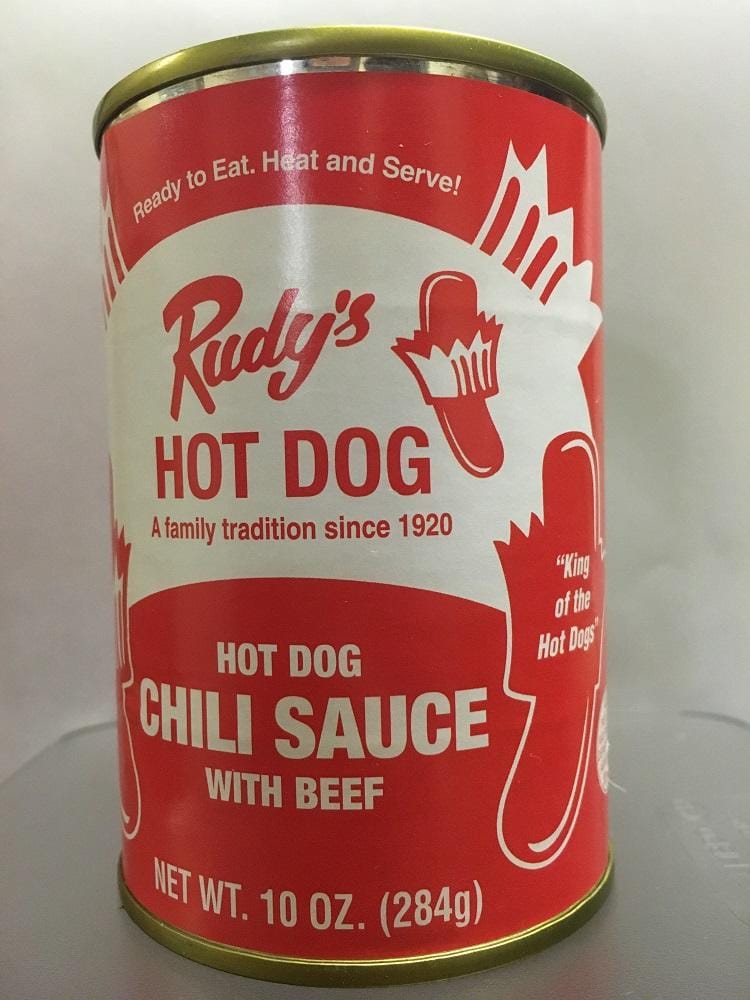 Ready to Eat. Heat and Serve!
Rudy's
HOT DOG
A family tradition since 1920
"King
of the
Hot Dogs"
HOT DOG
CHILI SAUCE
WITH BEEF
NET WT. 10 OZ. (284g)